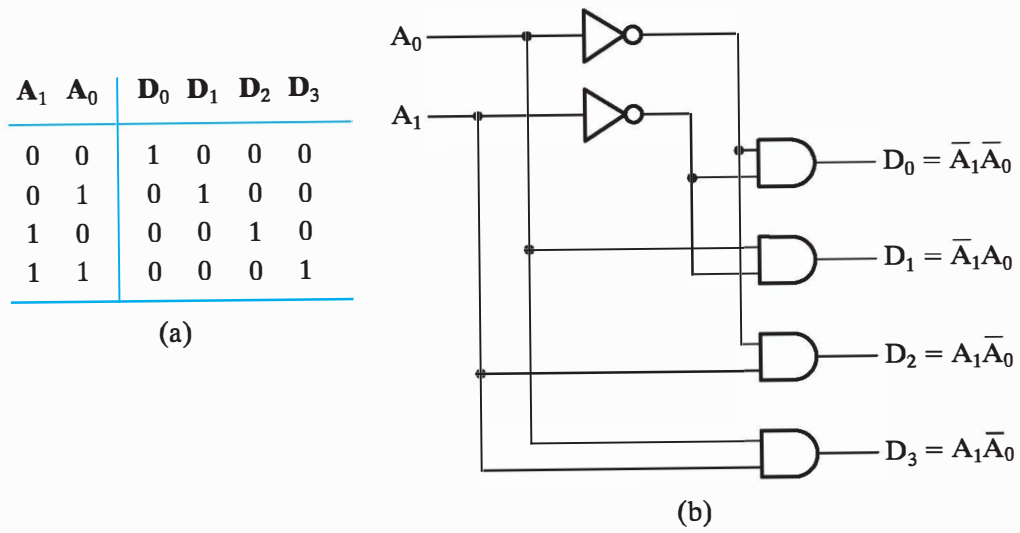 A₁ A₀ D₀ D₁ D₂ D₃
0 0 1 0 0 0
0 1 0 1 0 0
1 0 0 0 1 0
1 1 0 0 0 1
(a)
A₀
A₁
D₀ = A̅₁A̅₀
D₁ = A̅₁A₀
D₂ = A₁A̅₀
D₃ = A₁A̅₀
(b)